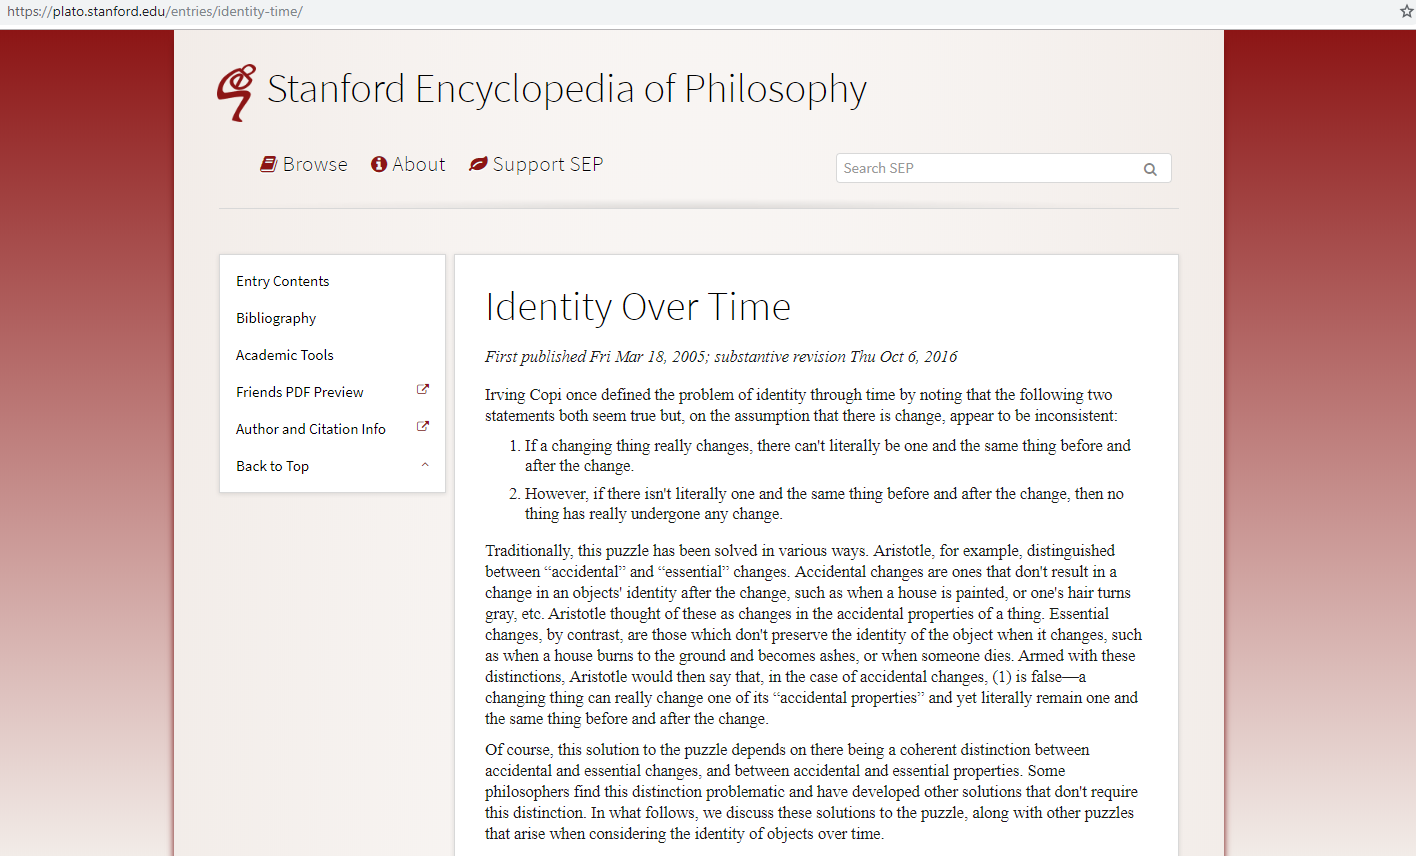 https://plato.stanford.edu/entries/identity-time/
Stanford Encyclopedia of Philosophy
Browse About Support SEP
Search SEP
Entry Contents
Bibliography
Academic Tools
Friends PDF Preview
Author and Citation Info
Back to Top
Identity Over Time
First published Fri Mar 18, 2005; substantive revision Thu Oct 6, 2016
Irving Copi once defined the problem of identity through time by noting that the following two
statements both seem true but, on the assumption that there is change, appear to be inconsistent:
1. If a changing thing really changes, there can't literally be one and the same thing before and
after the change.
2. However, if there isn't literally one and the same thing before and after the change, then no
thing has really undergone any change.
Traditionally, this puzzle has been solved in various ways. Aristotle, for example, distinguished
between “accidental” and “essential” changes. Accidental changes are ones that don't result in a
change in an objects' identity after the change, such as when a house is painted, or one's hair turns
gray, etc. Aristotle thought of these as changes in the accidental properties of a thing. Essential
changes, by contrast, are those which don't preserve the identity of the object when it changes, such
as when a house burns to the ground and becomes ashes, or when someone dies. Armed with these
distinctions, Aristotle would then say that, in the case of accidental changes, (1) is false—a
changing thing can really change one of its “accidental properties” and yet literally remain one and
the same thing before and after the change.
Of course, this solution to the puzzle depends on there being a coherent distinction between
accidental and essential changes, and between accidental and essential properties. Some
philosophers find this distinction problematic and have developed other solutions that don't require
this distinction. In what follows, we discuss these solutions to the puzzle, along with other puzzles
that arise when considering the identity of objects over time.